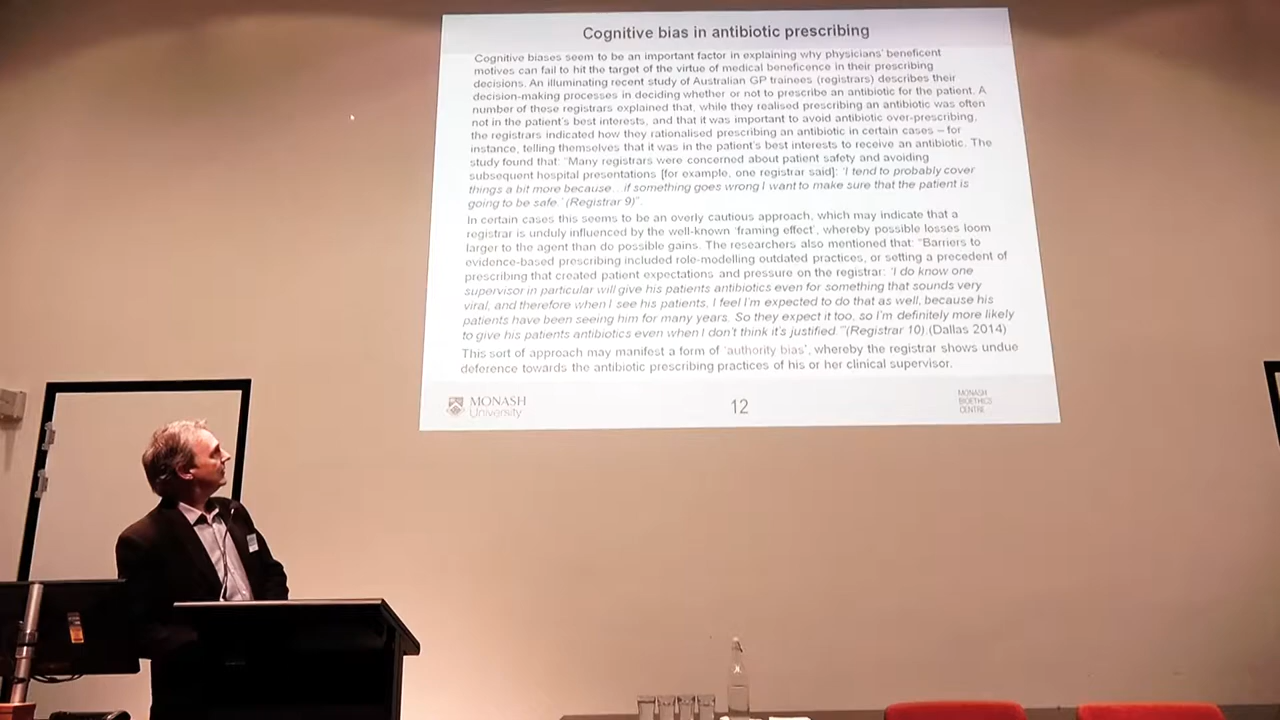 Cognitive bias in antibiotic prescribing
Cognitive biases seem to be an important factor in explaining why physicians' beneficent
motives can fail to hit the target of the virtue of medical beneficence in their prescribing
decisions. An illuminating recent study of Australian GP trainees (registrars) describes their
decision-making processes in deciding whether or not to prescribe an antibiotic for the patient. A
number of these registrars explained that, while they realised prescribing an antibiotic was often
not in the patient's best interests, and that it was important to avoid antibiotic over-prescribing,
the registrars indicated how they rationalised prescribing an antibiotic in certain cases – for
instance, telling themselves that it was in the patient's best interests to receive an antibiotic. The
study found that: "Many registrars were concerned about patient safety and avoiding
subsequent hospital presentations [for example, one registrar said]: 'I tend to probably cover
things a bit more because...if something goes wrong I want to make sure that the patient is
going to be safe.' (Registrar 9)".
In certain cases this seems to be an overly cautious approach, which may indicate that a
registrar is unduly influenced by the well-known 'framing effect', whereby possible losses loom
larger to the agent than do possible gains. The researchers also mentioned that: "Barriers to
evidence-based prescribing included role-modelling outdated practices, or setting a precedent of
prescribing that created patient expectations and pressure on the registrar: 'I do know one
supervisor in particular will give his patients antibiotics even for something that sounds very
viral, and therefore when I see his patients, I feel I'm expected to do that as well, because his
patients have been seeing him for many years. So they expect it too, so I'm definitely more likely
to give his patients antibiotics even when I don't think it's justified.'"(Registrar 10).(Dallas 2014)
This sort of approach may manifest a form of 'authority bias', whereby the registrar shows undue
deference towards the antibiotic prescribing practices of his or her clinical supervisor.
MONASH
University
12
MONASH
BIOETHICS
CENTRE